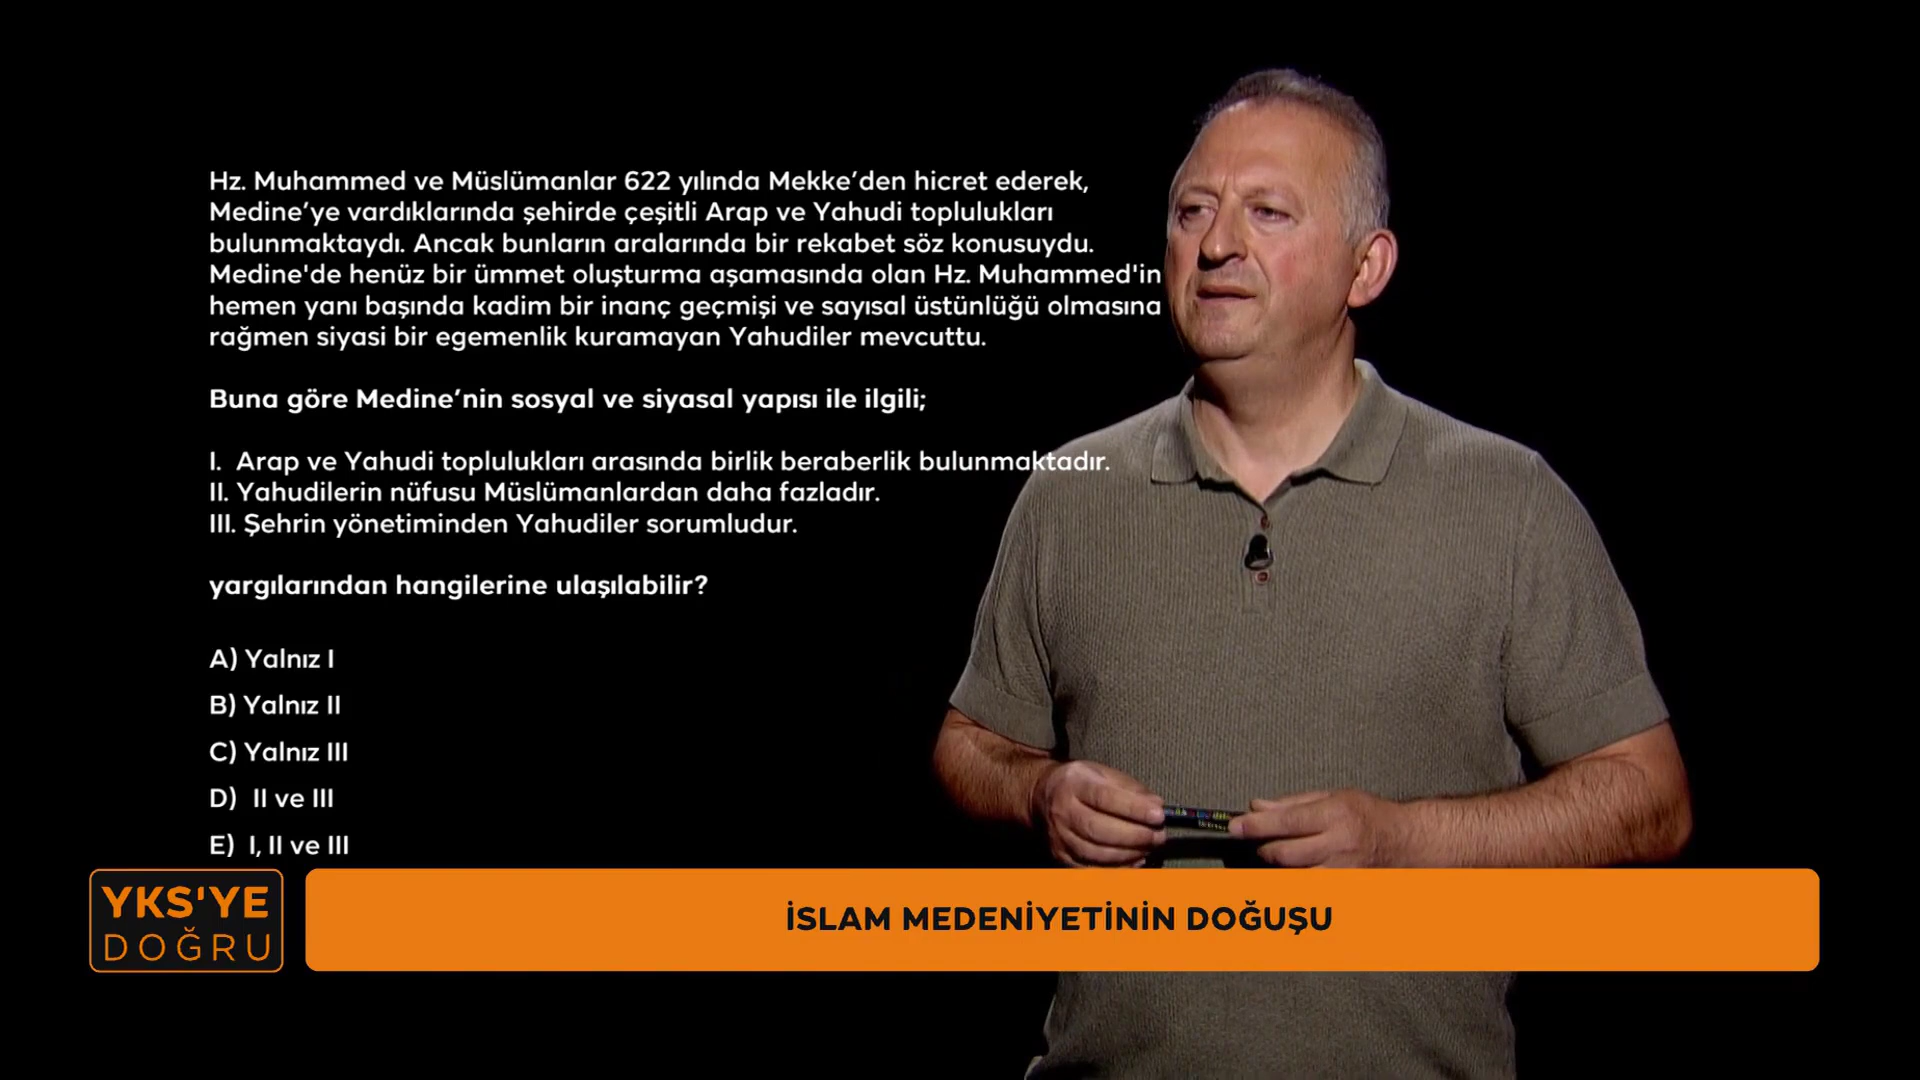 Hz. Muhammed ve Müslümanlar 622 yılında Mekke’den hicret ederek,
Medine’ye vardıklarında şehirde çeşitli Arap ve Yahudi toplulukları
bulunmaktaydı. Ancak bunların aralarında bir rekabet söz konusuydu.
Medine'de henüz bir ümmet oluşturma aşamasında olan Hz. Muhammed'in
hemen yanı başında kadim bir inanç geçmişi ve sayısal üstünlüğü olmasına
rağmen siyasi bir egemenlik kuramayan Yahudiler mevcuttu.
Buna göre Medine’nin sosyal ve siyasal yapısı ile ilgili;
I. Arap ve Yahudi toplulukları arasında birlik beraberlik bulunmaktadır.
II. Yahudilerin nüfusu Müslümanlardan daha fazladır.
III. Şehrin yönetiminden Yahudiler sorumludur.
yargılarından hangilerine ulaşılabilir?
A) Yalnız I
B) Yalnız II
C) Yalnız III
D) II ve III
E) I, II ve III
YKS'YE
DOĞRU
İSLAM MEDENİYETİNİN DOĞUŞU